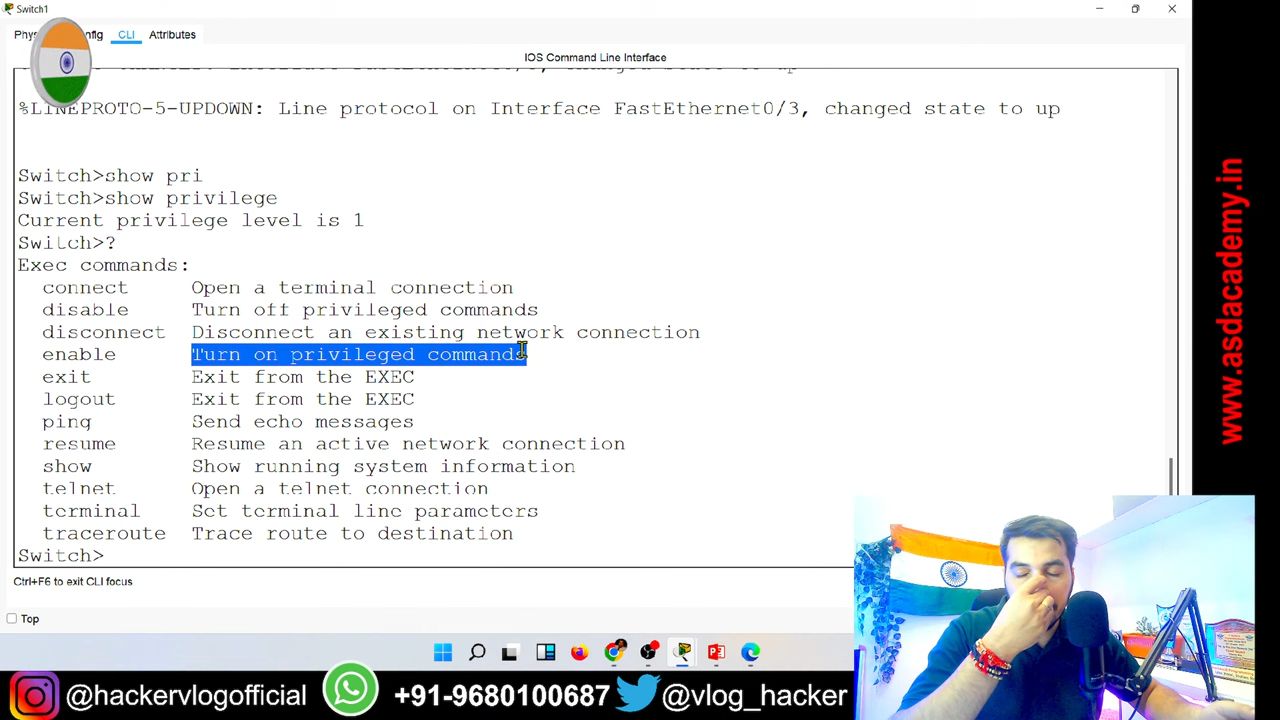 Switch1
Phys
nfig
CLI
Attributes
IOS Command Line Interface
%LINEPROTO-5-UPDOWN: Line protocol on Interface FastEthernet0/3, changed state to up
Switch>show pri
Switch>show privilege
Current privilege level is 1
Switch>?
Exec commands:
connect Open a terminal connection
disable Turn off privileged commands
disconnect Disconnect an existing network connection
enable Turn on privileged commands
exit Exit from the EXEC
logout Exit from the EXEC
ping Send echo messages
resume Resume an active network connection
show Show running system information
telnet Open a telnet connection
terminal Set terminal line parameters
traceroute Trace route to destination
Switch>
Ctrl+F6 to exit CLI focus
Top
www.asdacademy.in
@hackervlogofficial +91-9680100687 @vlog_hacker